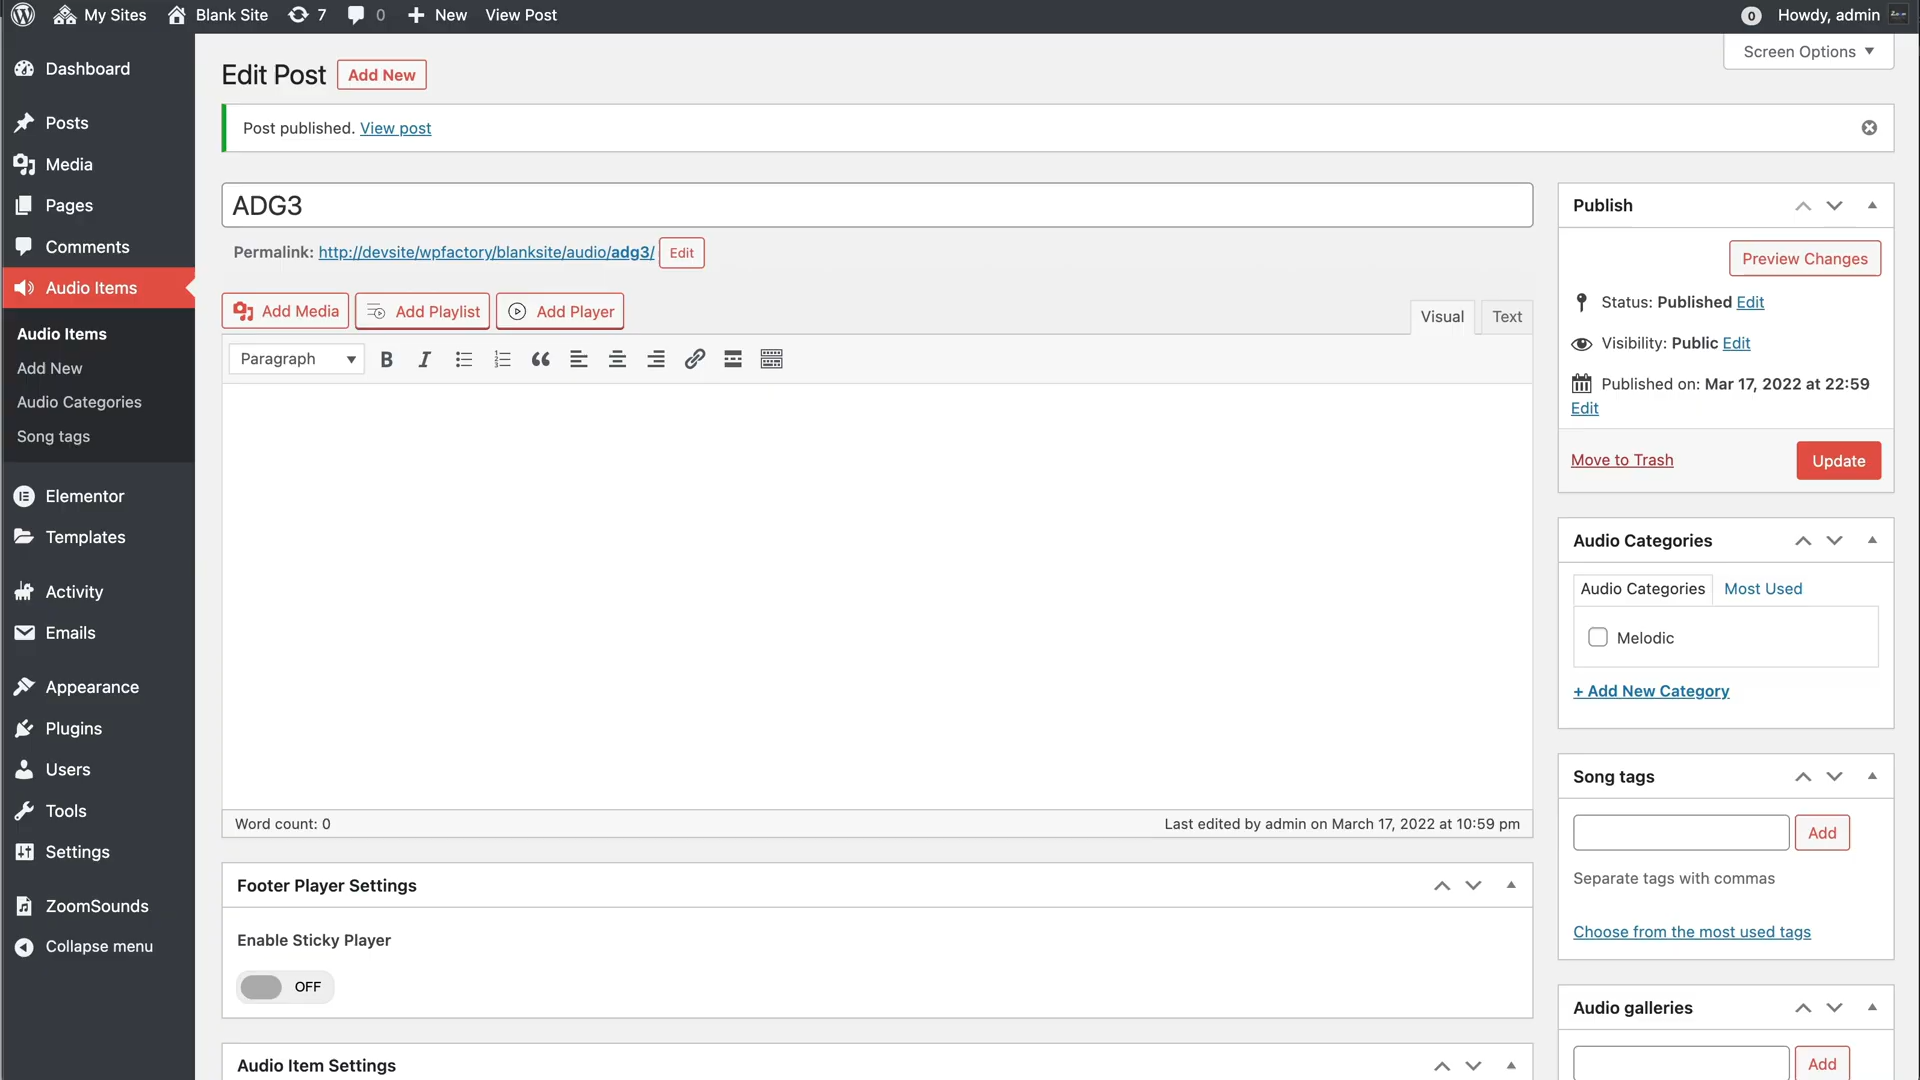 My Sites
Blank Site
7
0
New
View Post
0
Howdy, admin
Screen Options
Dashboard
Posts
Media
Pages
Comments
Audio Items
Audio Items
Add New
Audio Categories
Song tags
Elementor
Templates
Activity
Emails
Appearance
Plugins
Users
Tools
Settings
ZoomSounds
Collapse menu
Edit Post
Add New
Post published. View post
ADG3
Permalink: http://devsite/wpfactory/blanksite/audio/adg3/ Edit
Add Media
Add Playlist
Add Player
Visual
Text
Paragraph
Word count: 0
Last edited by admin on March 17, 2022 at 10:59 pm
Footer Player Settings
Enable Sticky Player
OFF
Audio Item Settings
Publish
Preview Changes
Status: Published Edit
Visibility: Public Edit
Published on: Mar 17, 2022 at 22:59
Edit
Move to Trash
Update
Audio Categories
Audio Categories
Most Used
Melodic
+ Add New Category
Song tags
Add
Separate tags with commas
Choose from the most used tags
Audio galleries
Add